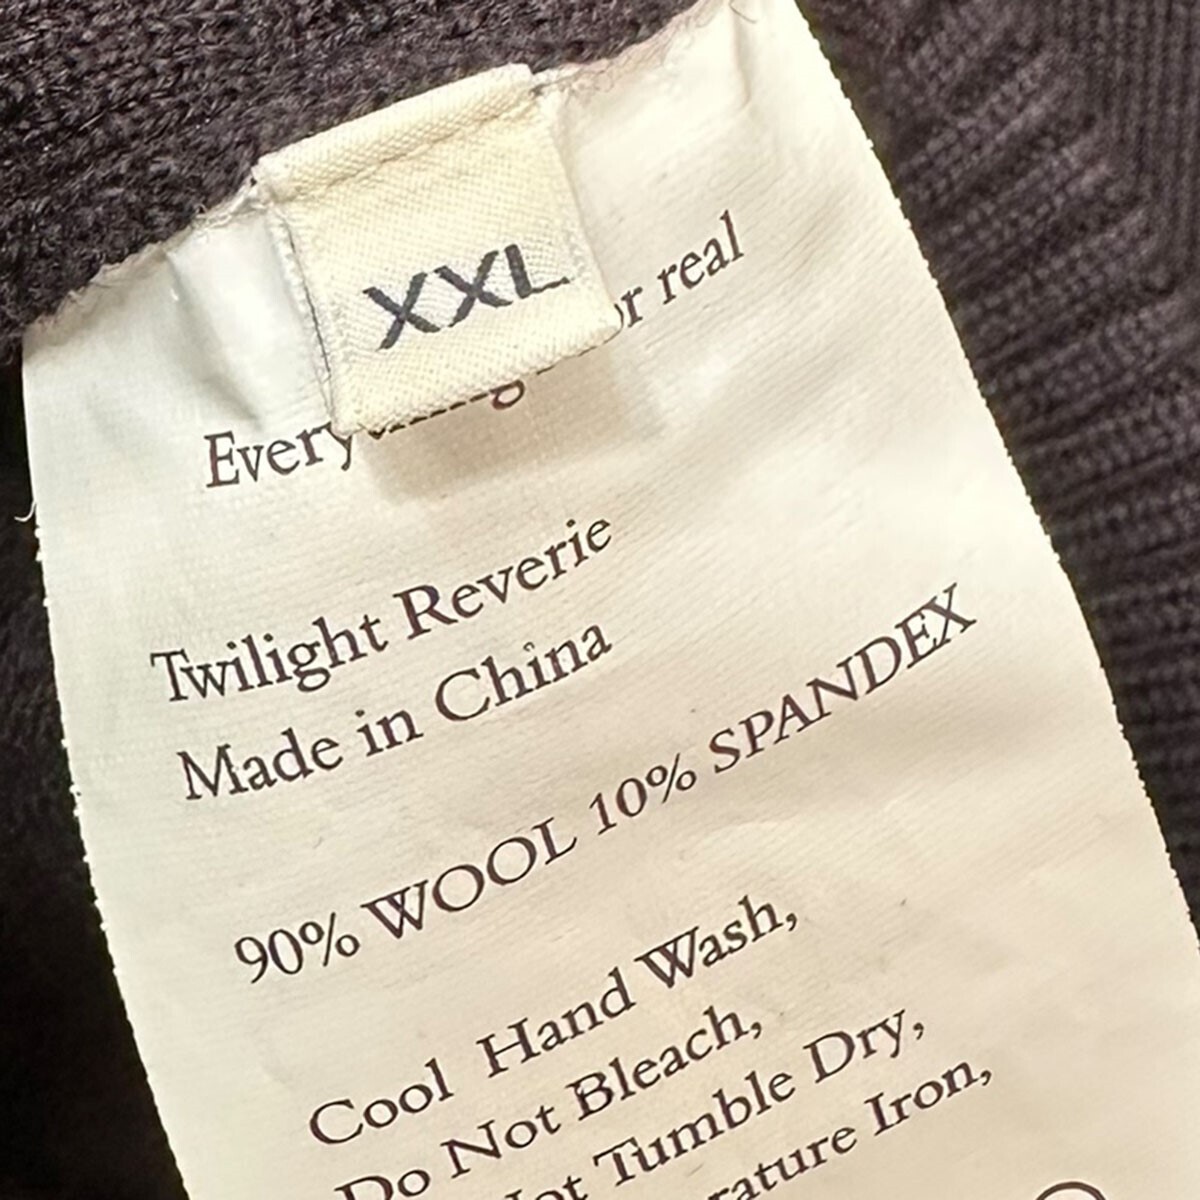 XXL
real
Twilight Reverie
Made in China
90% WOOL 10% SPANDEX
Cool Hand Wash,
Do Not Bleach,
Tumble Dry,
Iron,